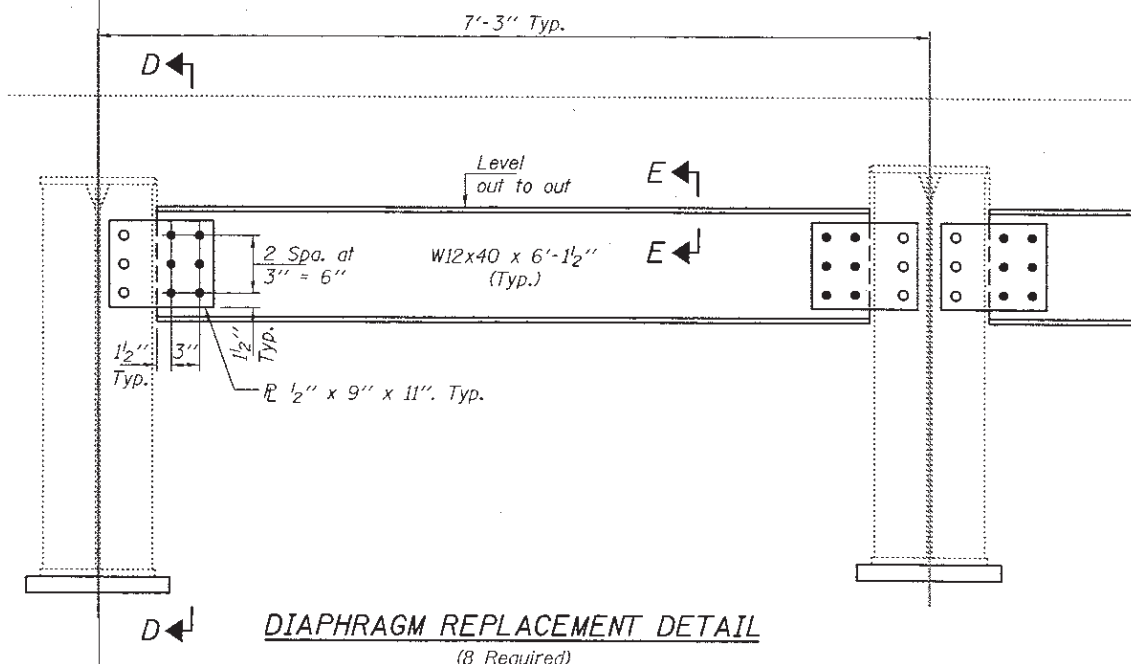 7'-3" Typ.
D
Level
out to out
E
2 Spa. at
3" = 6"
W12x40 x 6'-1½"
(Typ.)
E
1½"
Typ.
3"
1½"
Typ.
℄ ½" x 9" x 11". Typ.
D
DIAPHRAGM REPLACEMENT DETAIL
(8 Required)